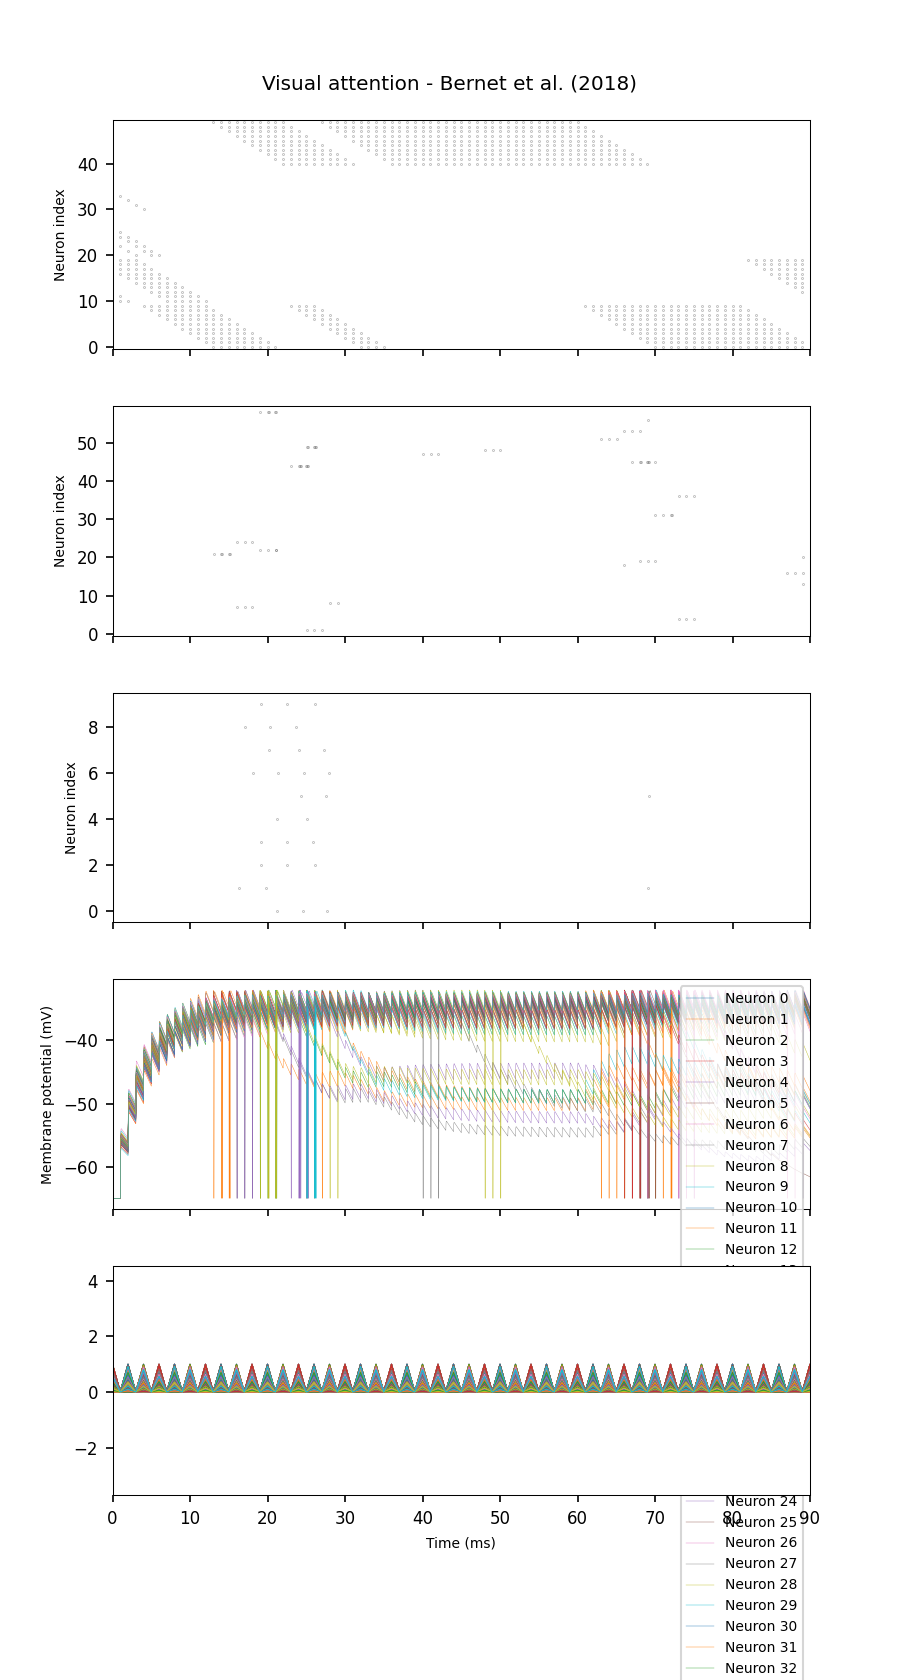 Visual attention - Bernet et al. (2018)
Neuron index
40
30
20
10
0
Neuron index
50
40
30
20
10
0
Neuron index
8
6
4
2
0
Membrane potential (mV)
−40
−50
−60
Neuron 0
Neuron 1
Neuron 2
Neuron 3
Neuron 4
Neuron 5
Neuron 6
Neuron 7
Neuron 8
Neuron 9
Neuron 10
Neuron 11
Neuron 12
4
2
0
−2
Neuron 24
Neuron 25
Neuron 26
Neuron 27
Neuron 28
Neuron 29
Neuron 30
Neuron 31
Neuron 32
0 10 20 30 40 50 60 70 80 90
Time (ms)